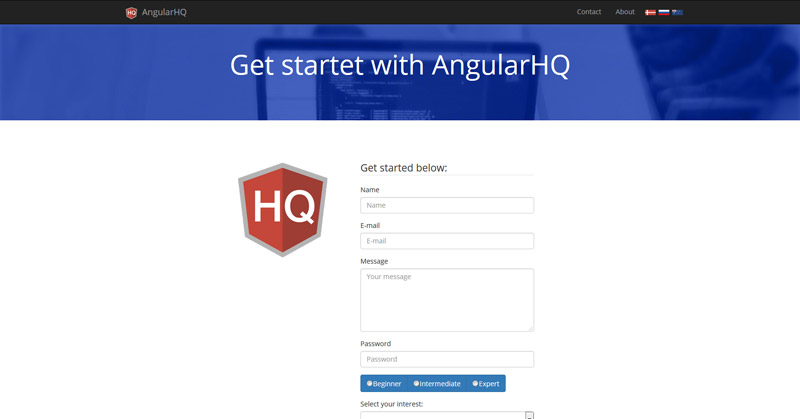 HQ AngularHQ
Contact About
Get startet with AngularHQ
HQ
Get started below:
Name
Name
E-mail
E-mail
Message
Your message
Password
Password
Beginner Intermediate Expert
Select your interest: